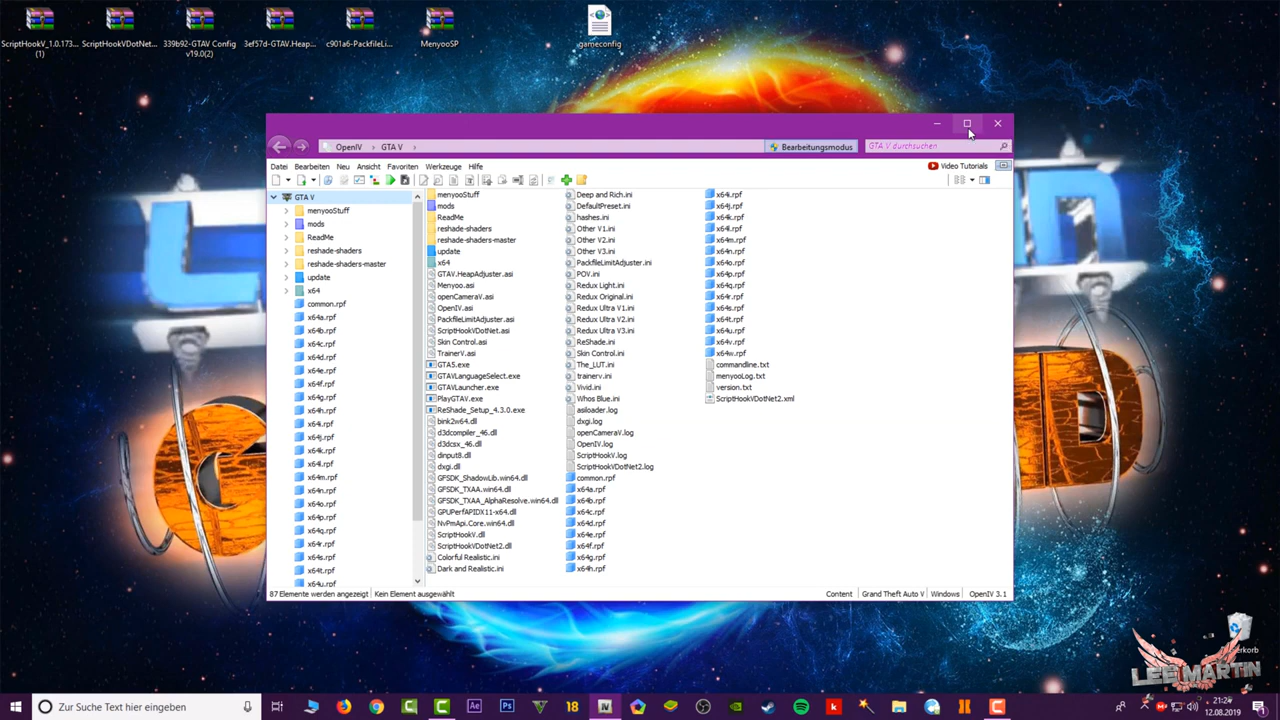 ScriptHookV_1.0.173... (1)
ScriptHookVDotNet...
339b92-GTAV Config v19.0(2)
3ef57d-GTAV.Heap...
c901a6-PackfileLi...
MenyooSP
gameconfig
OpenIV
GTA V
Bearbeitungsmodus
GTA V durchsuchen
Datei
Bearbeiten
Neu
Ansicht
Favoriten
Werkzeuge
Hilfe
Video Tutorials
GTA V
menyooStuff
mods
ReadMe
reshade-shaders
reshade-shaders-master
update
x64
common.rpf
x64a.rpf
x64b.rpf
x64c.rpf
x64d.rpf
x64e.rpf
x64f.rpf
x64g.rpf
x64h.rpf
x64i.rpf
x64j.rpf
x64k.rpf
x64l.rpf
x64m.rpf
x64n.rpf
x64o.rpf
x64p.rpf
x64q.rpf
x64r.rpf
x64s.rpf
x64t.rpf
x64u.rpf
menyooStuff
mods
ReadMe
reshade-shaders
reshade-shaders-master
update
x64
GTAV.HeapAdjuster.asi
Menyoo.asi
openCameraV.asi
OpenIV.asi
PackfileLimitAdjuster.asi
ScriptHookVDotNet.asi
Skin Control.asi
TrainerV.asi
GTA5.exe
GTAVLanguageSelect.exe
GTAVLauncher.exe
PlayGTAV.exe
ReShade_Setup_4.3.0.exe
bink2w64.dll
d3dcompiler_46.dll
d3dcsx_46.dll
dinput8.dll
dxgi.dll
GFSDK_ShadowLib.win64.dll
GFSDK_TXAA.win64.dll
GFSDK_TXAA_AlphaResolve.win64.dll
GPUPerfAPIDX11-x64.dll
NvPmApi.Core.win64.dll
ScriptHookV.dll
ScriptHookVDotNet2.dll
Colorful Realistic.ini
Dark and Realistic.ini
Deep and Rich.ini
DefaultPreset.ini
hashes.ini
Other V1.ini
Other V2.ini
Other V3.ini
PackfileLimitAdjuster.ini
POV.ini
Redux Light.ini
Redux Original.ini
Redux Ultra V1.ini
Redux Ultra V2.ini
Redux Ultra V3.ini
ReShade.ini
Skin Control.ini
The_LUT.ini
trainerv.ini
Vivid.ini
Whos Blue.ini
asiloader.log
dxgi.log
openCameraV.log
OpenIV.log
ScriptHookV.log
ScriptHookVDotNet2.log
common.rpf
x64a.rpf
x64b.rpf
x64c.rpf
x64d.rpf
x64e.rpf
x64f.rpf
x64g.rpf
x64h.rpf
x64i.rpf
x64j.rpf
x64k.rpf
x64l.rpf
x64m.rpf
x64n.rpf
x64o.rpf
x64p.rpf
x64q.rpf
x64r.rpf
x64s.rpf
x64t.rpf
x64u.rpf
x64v.rpf
x64w.rpf
commandline.txt
menyooLog.txt
version.txt
ScriptHookVDotNet2.xml
87 Elemente werden angezeigt
Kein Element ausgewählt
Content
Grand Theft Auto V
Windows
OpenIV 3.1
LEE MARTIN
Zur Suche Text hier eingeben
Ae
Ps
V
18
IV
k
21:24
12.08.2019